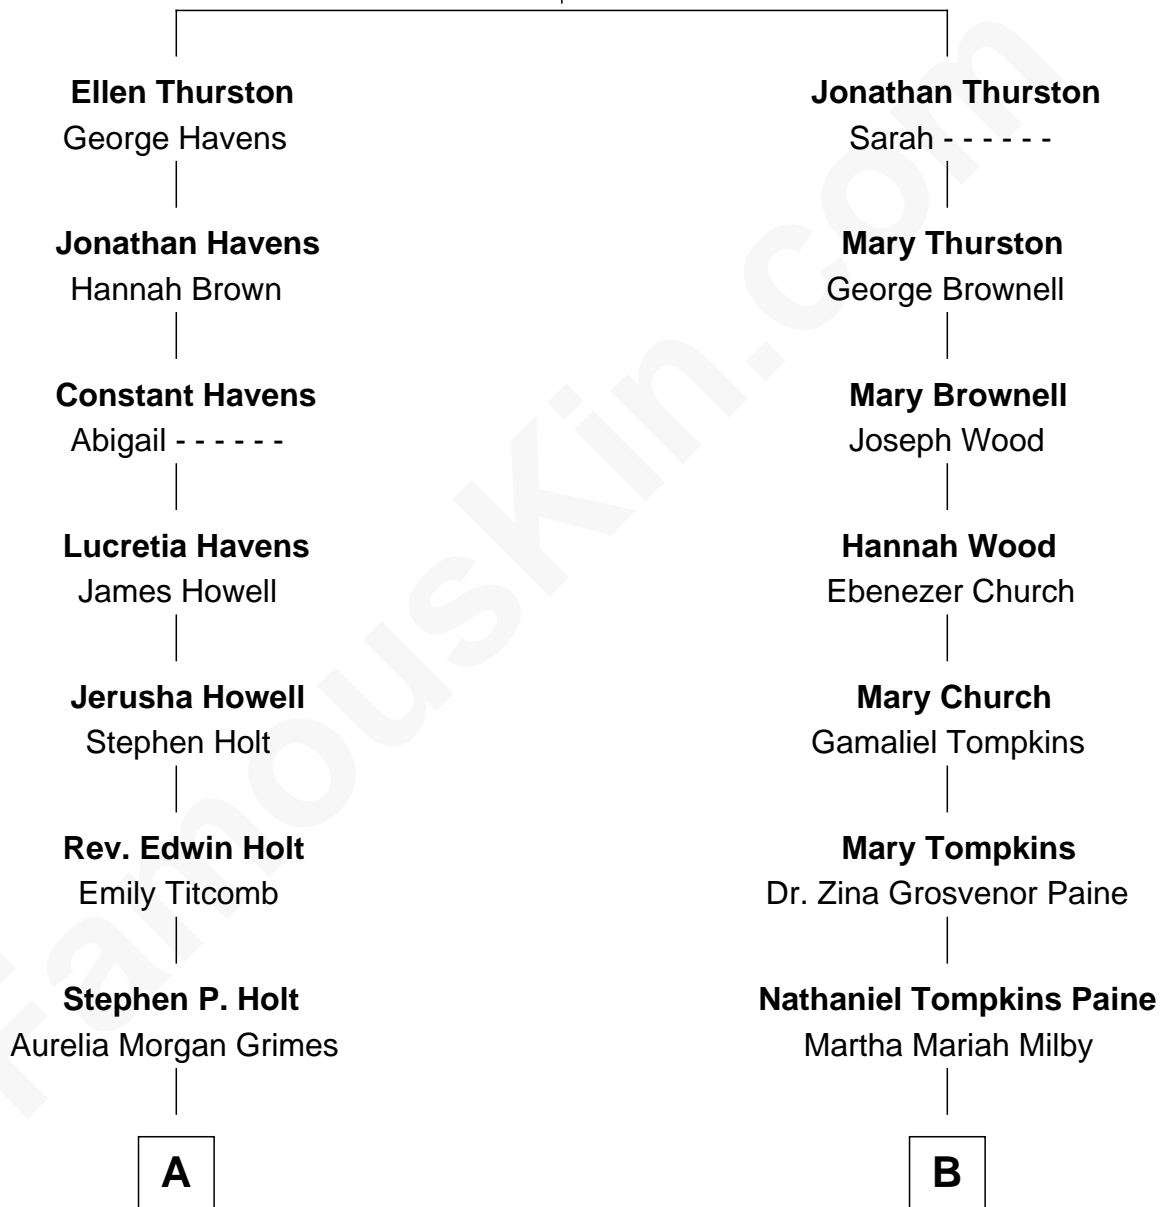 Ellen Thurston
George Havens
Jonathan Havens
Hannah Brown
Constant Havens
Abigail - - - - - -
Lucretia Havens
James Howell
Jerusha Howell
Stephen Holt
Rev. Edwin Holt
Emily Titcomb
Stephen P. Holt
Aurelia Morgan Grimes
A
Jonathan Thurston
Sarah - - - - - -
Mary Thurston
George Brownell
Mary Brownell
Joseph Wood
Hannah Wood
Ebenezer Church
Mary Church
Gamaliel Tompkins
Mary Tompkins
Dr. Zina Grosvenor Paine
Nathaniel Tompkins Paine
Martha Mariah Milby
B
FamousKin.com